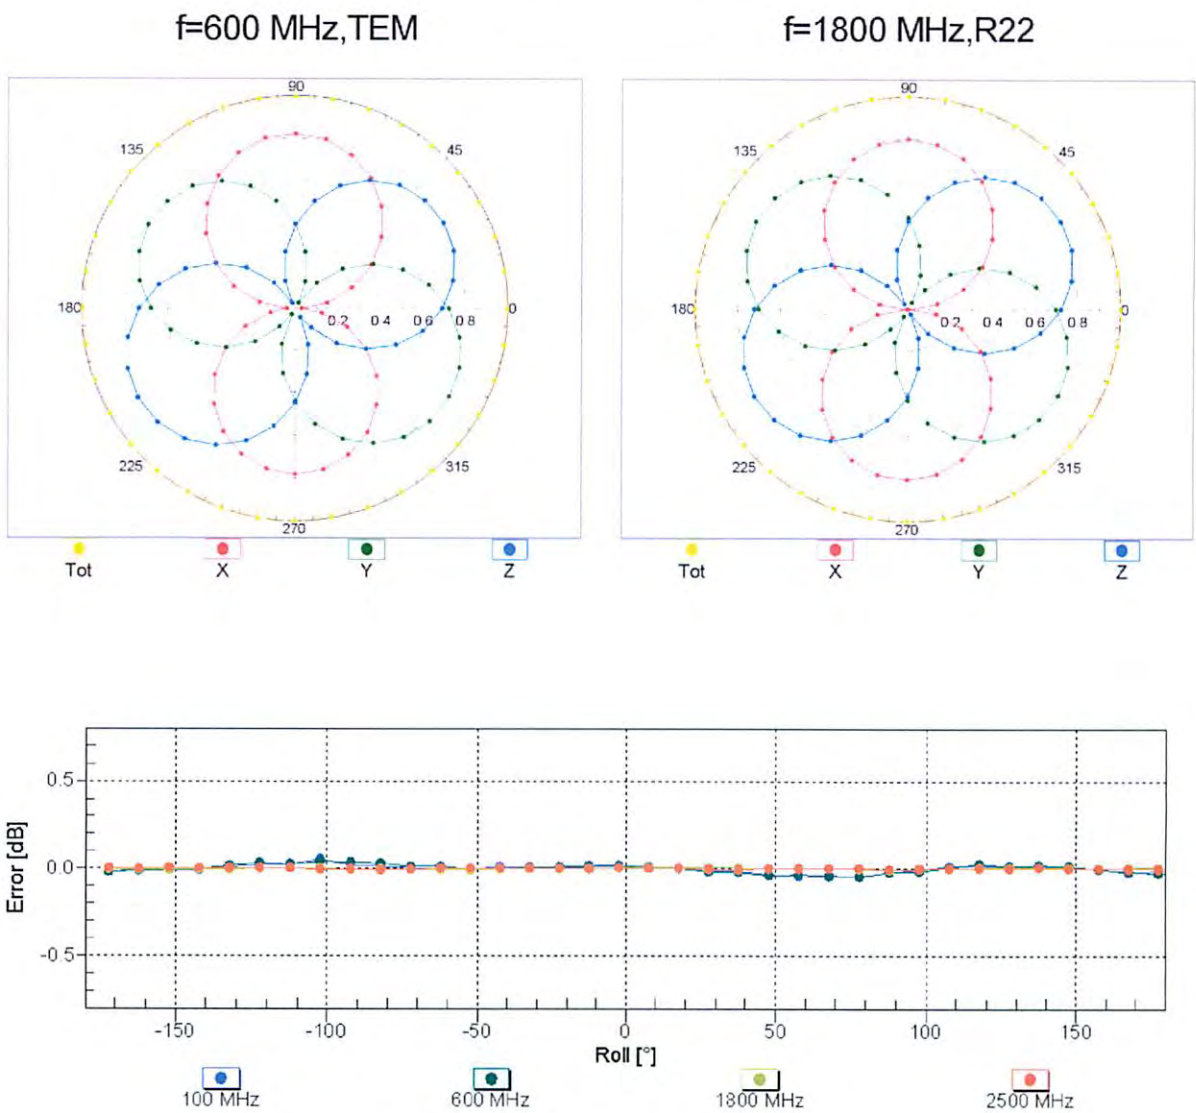 f=600 MHz,TEM
f=1800 MHz,R22
90
135
45
180
0
0 2 0 4 0 6 0 8
225
315
270
Tot X Y Z
90
135
45
180
0
0 2 0 4 0 6 0 8
225
315
270
Tot X Y Z
Error [dB]
0.5
0.0
-0.5
-150 -100 -50 0 50 100 150
Roll [°]
100 MHz 600 MHz 1800 MHz 2500 MHz